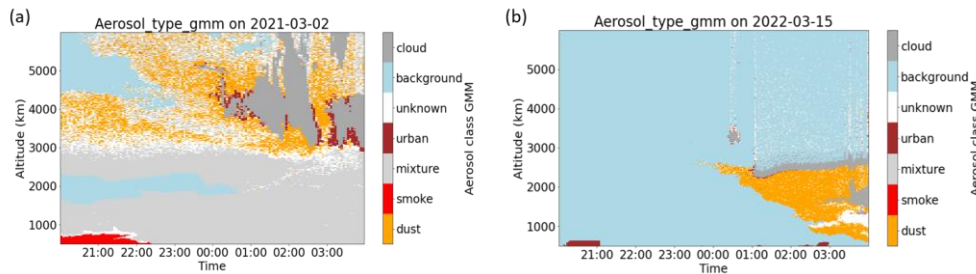 (a)
Aerosol_type_gmm on 2021-03-02
Altitude (km)
5000
4000
3000
2000
1000
21:00 22:00 23:00 00:00 01:00 02:00 03:00
Time
cloud
background
unknown
urban
mixture
smoke
dust
Aerosol class GMM
(b)
Aerosol_type_gmm on 2022-03-15
Altitude (km)
5000
4000
3000
2000
1000
21:00 22:00 23:00 00:00 01:00 02:00 03:00
Time
cloud
background
unknown
urban
mixture
smoke
dust
Aerosol class GMM